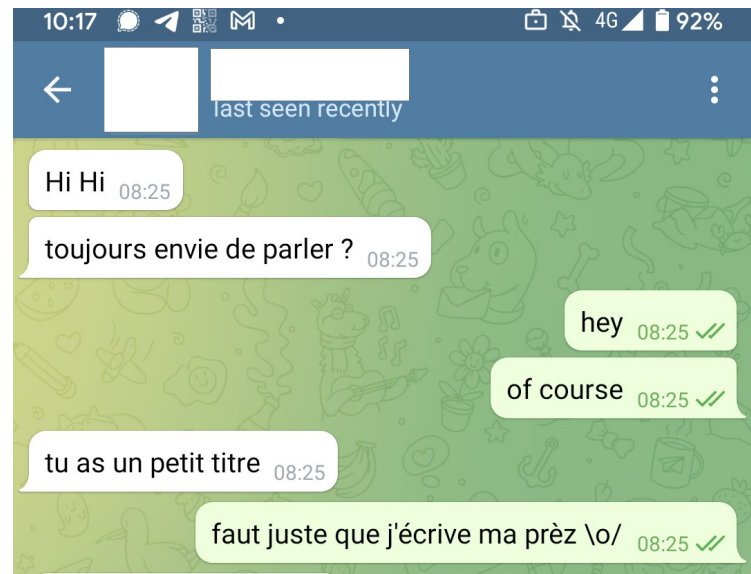 10:17 4G 92%
last seen recently
Hi Hi 08:25
toujours envie de parler ? 08:25
hey 08:25
of course 08:25
tu as un petit titre 08:25
faut juste que j'écrive ma prèz \o/ 08:25